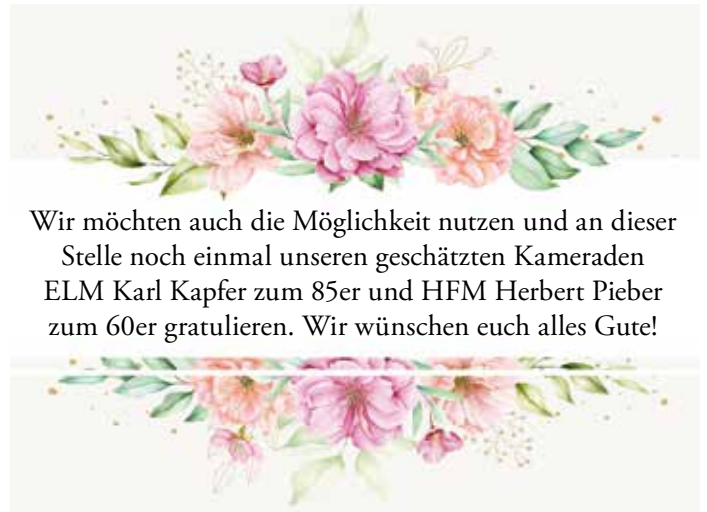 Wir möchten auch die Möglichkeit nutzen und an dieser
Stelle noch einmal unseren geschätzten Kameraden
ELM Karl Kapfer zum 85er und HFM Herbert Pieber
zum 60er gratulieren. Wir wünschen euch alles Gute!